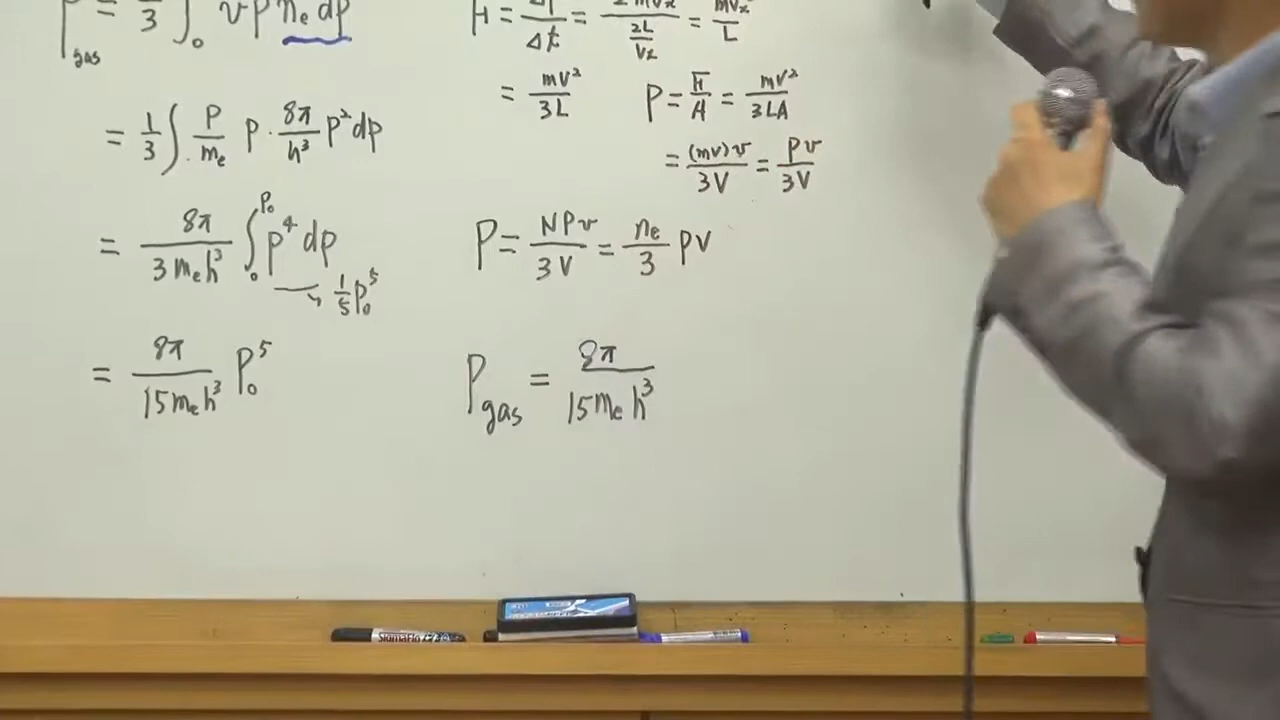 P_gas = 1/3 ∫_0 v p n_e dp
= 1/3 ∫ p/m_e p · 8π/h^3 p^2 dp
= 8π/(3 m_e h^3) ∫_0^{P_0} p^4 dp
→ 1/5 P_0^5
= 8π/(15 m_e h^3) P_0^5
F = ΔP/Δt = 2mv_x/(2L/v_x) = mv_x^2/L
= mv^2/(3L)
P = F/A = mv^2/(3LA)
= (mv)v/(3V) = Pv/(3V)
P = NPv/(3V) = n_e/3 pv
P_gas = 8π/(15 m_e h^3)